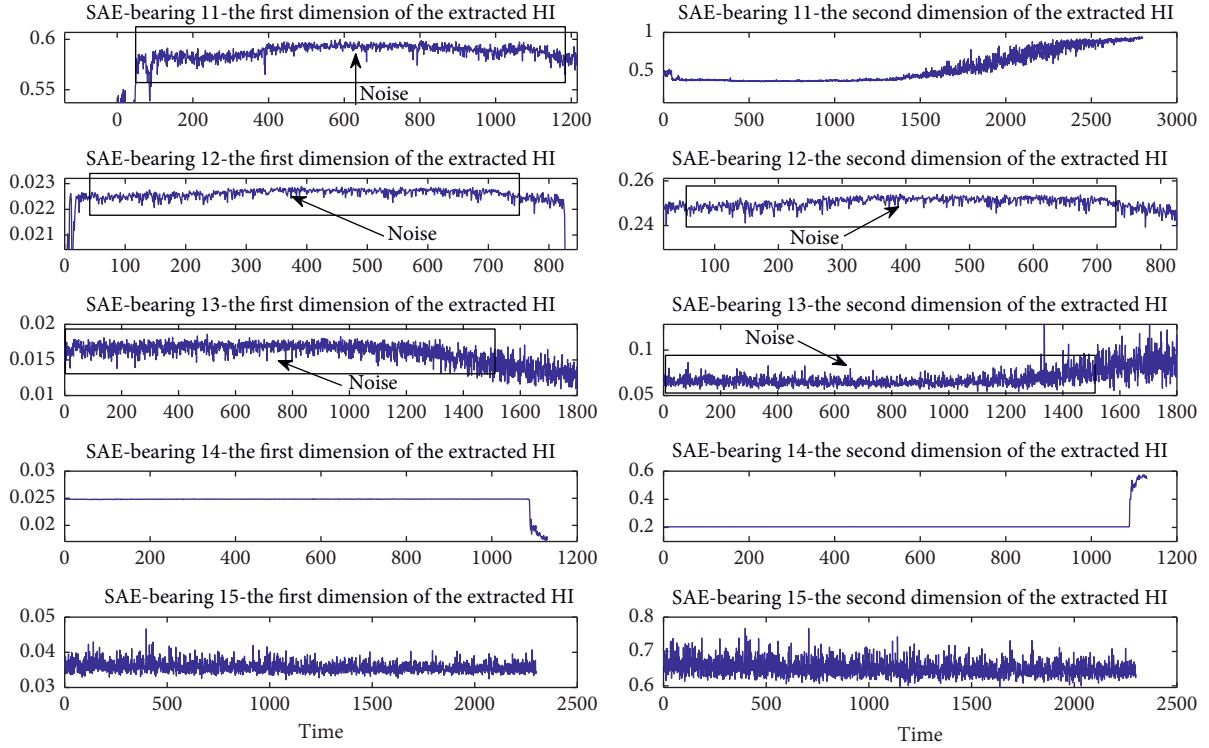 SAE-bearing 11-the first dimension of the extracted HI
0.6
0.55
Noise
0 200 400 600 800 1000 1200
SAE-bearing 11-the second dimension of the extracted HI
1
0.5
0 500 1000 1500 2000 2500 3000
SAE-bearing 12-the first dimension of the extracted HI
0.023
0.022
0.021
Noise
0 100 200 300 400 500 600 700 800
SAE-bearing 12-the second dimension of the extracted HI
0.26
0.24
Noise
100 200 300 400 500 600 700 800
SAE-bearing 13-the first dimension of the extracted HI
0.02
0.015
0.01
Noise
0 200 400 600 800 1000 1200 1400 1600 1800
SAE-bearing 13-the second dimension of the extracted HI
Noise
0.1
0.05
0 200 400 600 800 1000 1200 1400 1600 1800
SAE-bearing 14-the first dimension of the extracted HI
0.03
0.025
0.02
0 200 400 600 800 1000 1200
SAE-bearing 14-the second dimension of the extracted HI
0.6
0.4
0.2
0 200 400 600 800 1000 1200
SAE-bearing 15-the first dimension of the extracted HI
0.05
0.04
0.03
0 500 1000 1500 2000 2500
Time
SAE-bearing 15-the second dimension of the extracted HI
0.8
0.7
0.6
0 500 1000 1500 2000 2500
Time